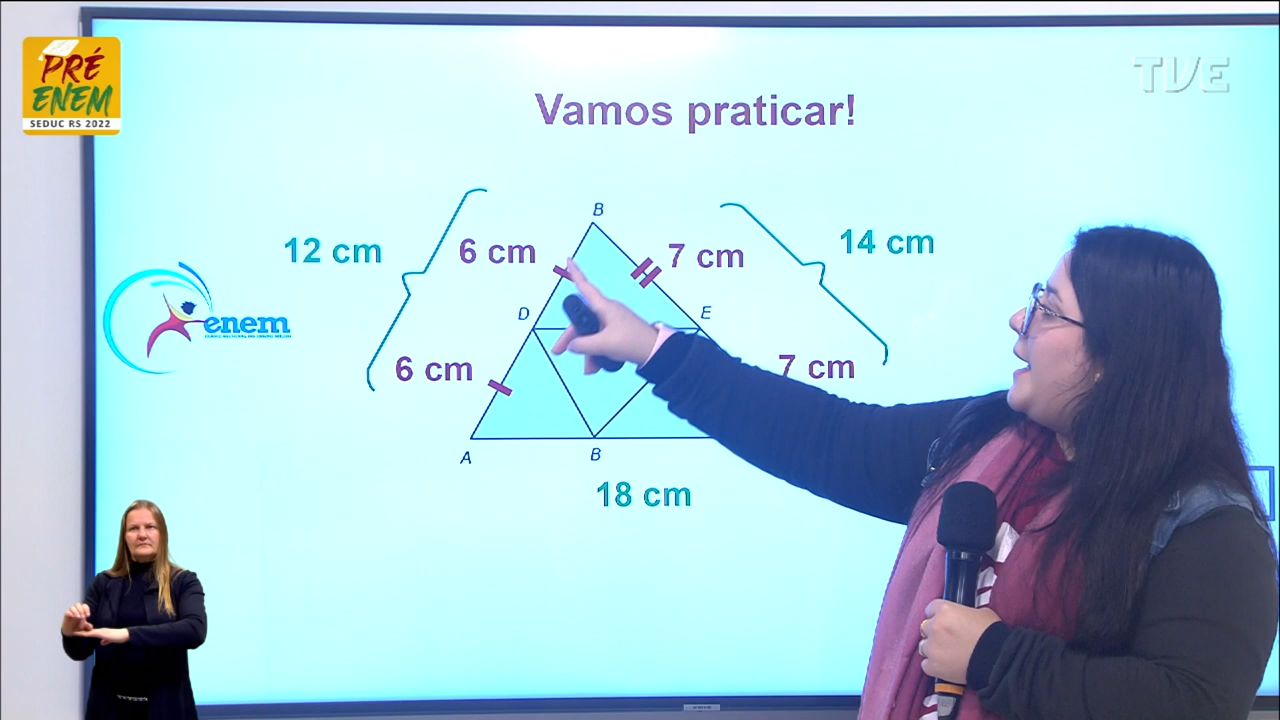 PRÉ
ENEM
SEDUC RS 2022
TVE
Vamos praticar!
B
12 cm
6 cm
7 cm
14 cm
D
E
enem
6 cm
7 cm
A
B
18 cm